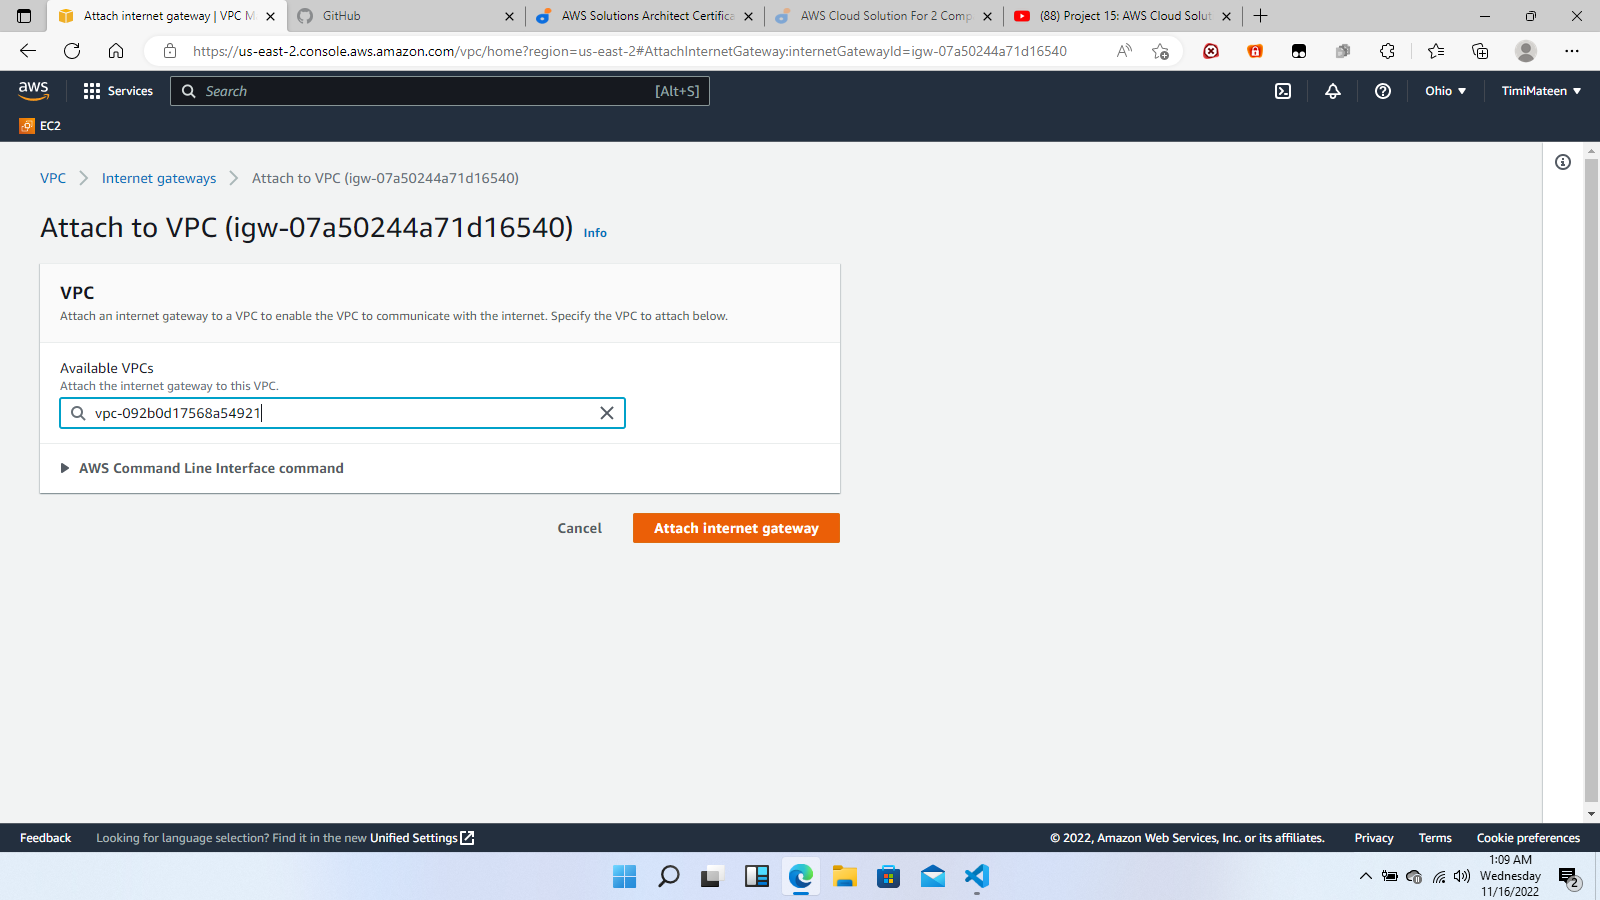 Attach internet gateway | VPC M
GitHub
AWS Solutions Architect Certifica
AWS Cloud Solution For 2 Comp
(88) Project 15: AWS Cloud Solut
https://us-east-2.console.aws.amazon.com/vpc/home?region=us-east-2#AttachInternetGateway:internetGatewayId=igw-07a50244a71d16540
aws
Services
Search
[Alt+S]
Ohio
TimiMateen
EC2
VPC
Internet gateways
Attach to VPC (igw-07a50244a71d16540)
Attach to VPC (igw-07a50244a71d16540) Info
VPC
Attach an internet gateway to a VPC to enable the VPC to communicate with the internet. Specify the VPC to attach below.
Available VPCs
Attach the internet gateway to this VPC.
vpc-092b0d17568a54921
AWS Command Line Interface command
Cancel
Attach internet gateway
Feedback
Looking for language selection? Find it in the new Unified Settings
© 2022, Amazon Web Services, Inc. or its affiliates.
Privacy
Terms
Cookie preferences
1:09 AM
Wednesday
11/16/2022
2